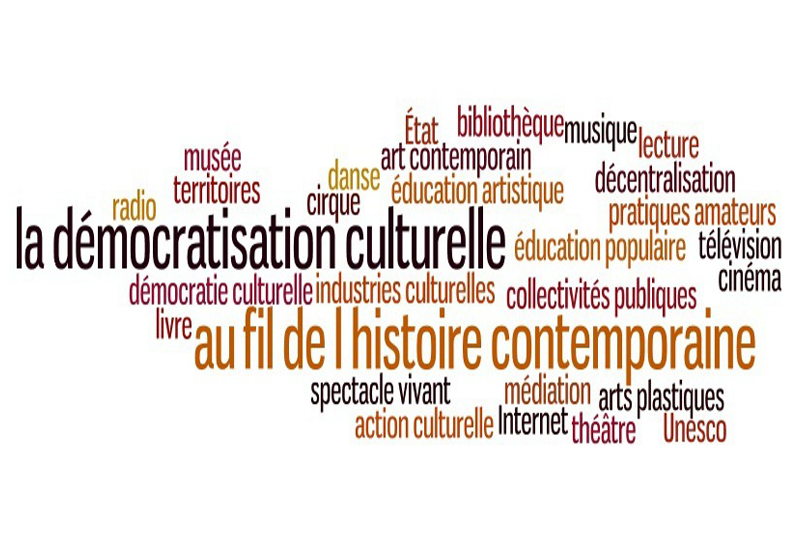 État bibliothèque musique lecture
musée art contemporain
territoires danse éducation artistique décentralisation
radio cirque pratiques amateurs
la démocratisation culturelle éducation populaire télévision
cinéma
démocratie culturelle industries culturelles collectivités publiques
livre au fil de l histoire contemporaine
spectacle vivant médiation arts plastiques
action culturelle Internet théâtre Unesco